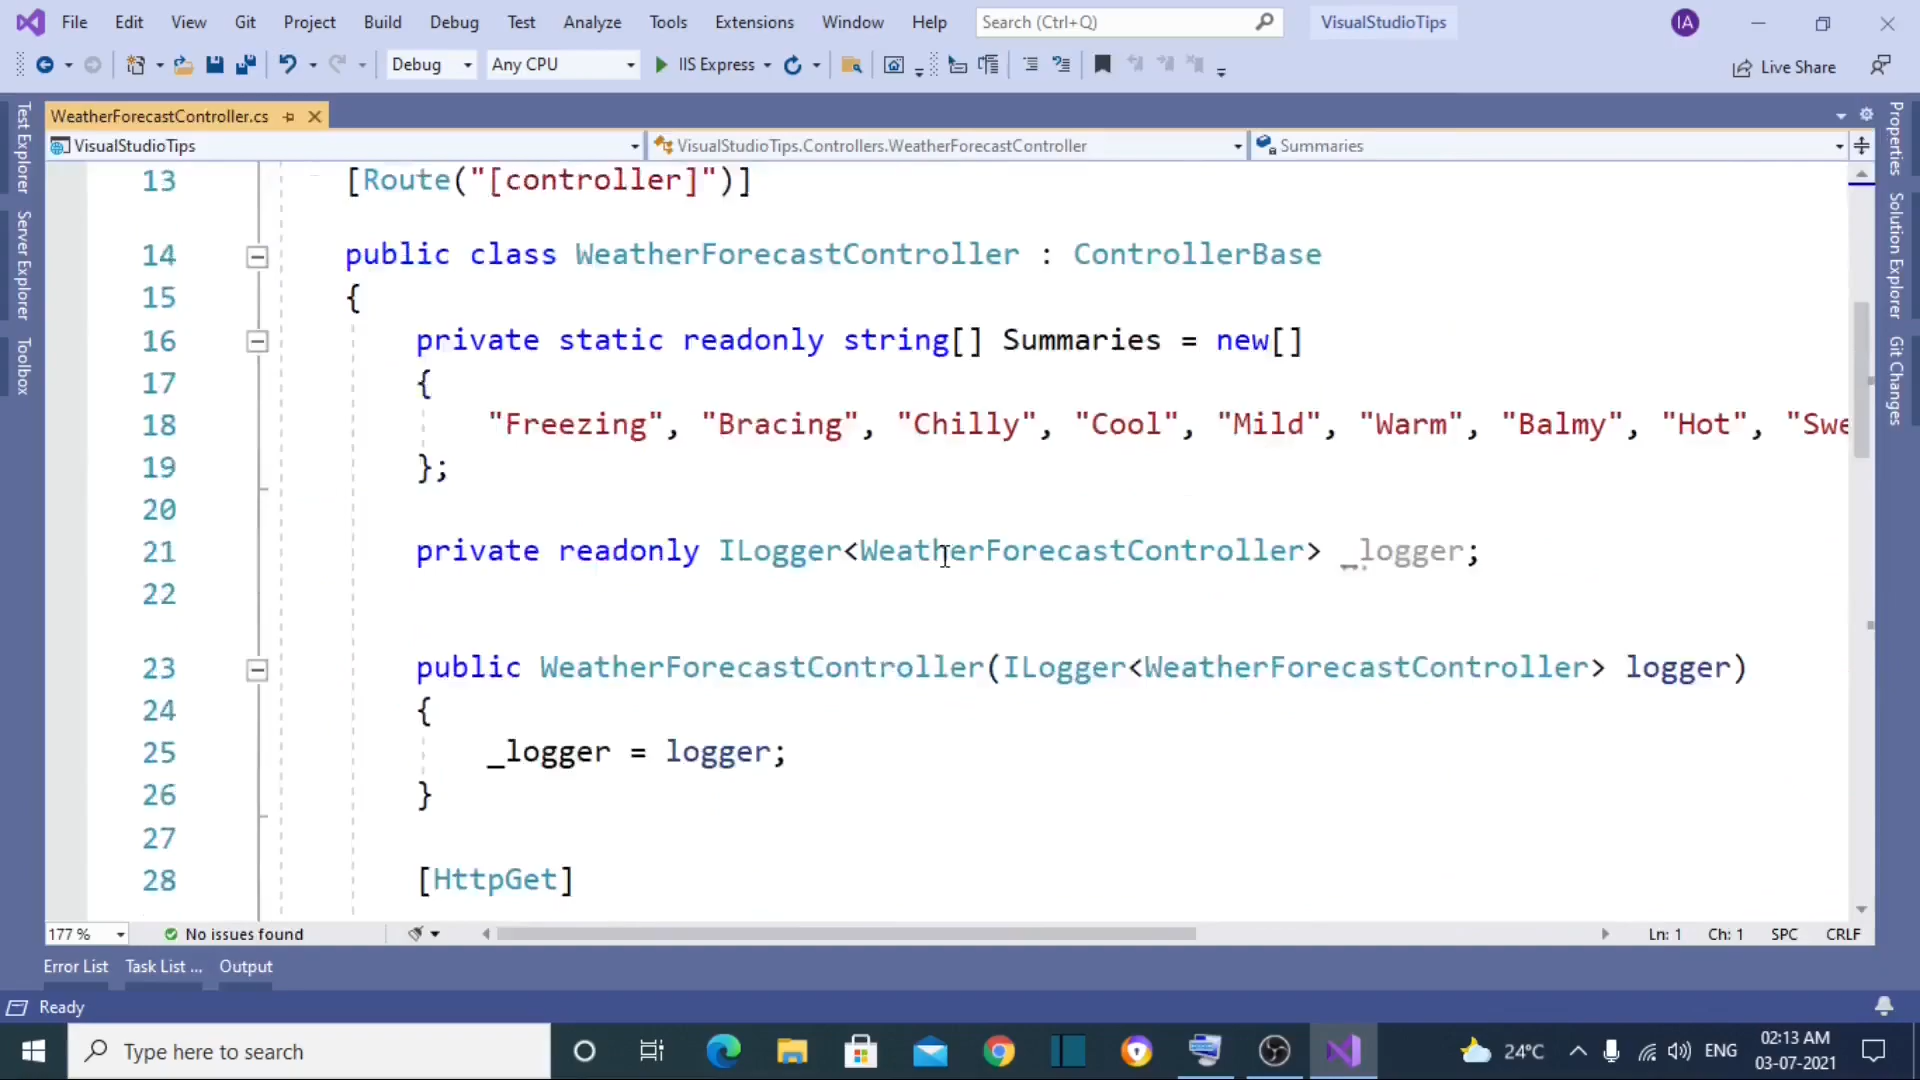 File Edit View Git Project Build Debug Test Analyze Tools Extensions Window Help Search (Ctrl+Q) VisualStudioTips IA
Debug Any CPU IIS Express Live Share
WeatherForecastController.cs
VisualStudioTips VisualStudioTips.Controllers.WeatherForecastController Summaries
Test Explorer
Server Explorer
Toolbox
13 [Route("[controller]")]
14 public class WeatherForecastController : ControllerBase
15 {
16 private static readonly string[] Summaries = new[]
17 {
18 "Freezing", "Bracing", "Chilly", "Cool", "Mild", "Warm", "Balmy", "Hot", "Swe
19 };
20
21 private readonly ILogger<WeatherForecastController> _logger;
22
23 public WeatherForecastController(ILogger<WeatherForecastController> logger)
24 {
25 _logger = logger;
26 }
27
28 [HttpGet]
Properties
Solution Explorer
Git Changes
177 % No issues found Ln: 1 Ch: 1 SPC CRLF
Error List Task List ... Output
Ready
Type here to search 24°C ENG 02:13 AM
03-07-2021